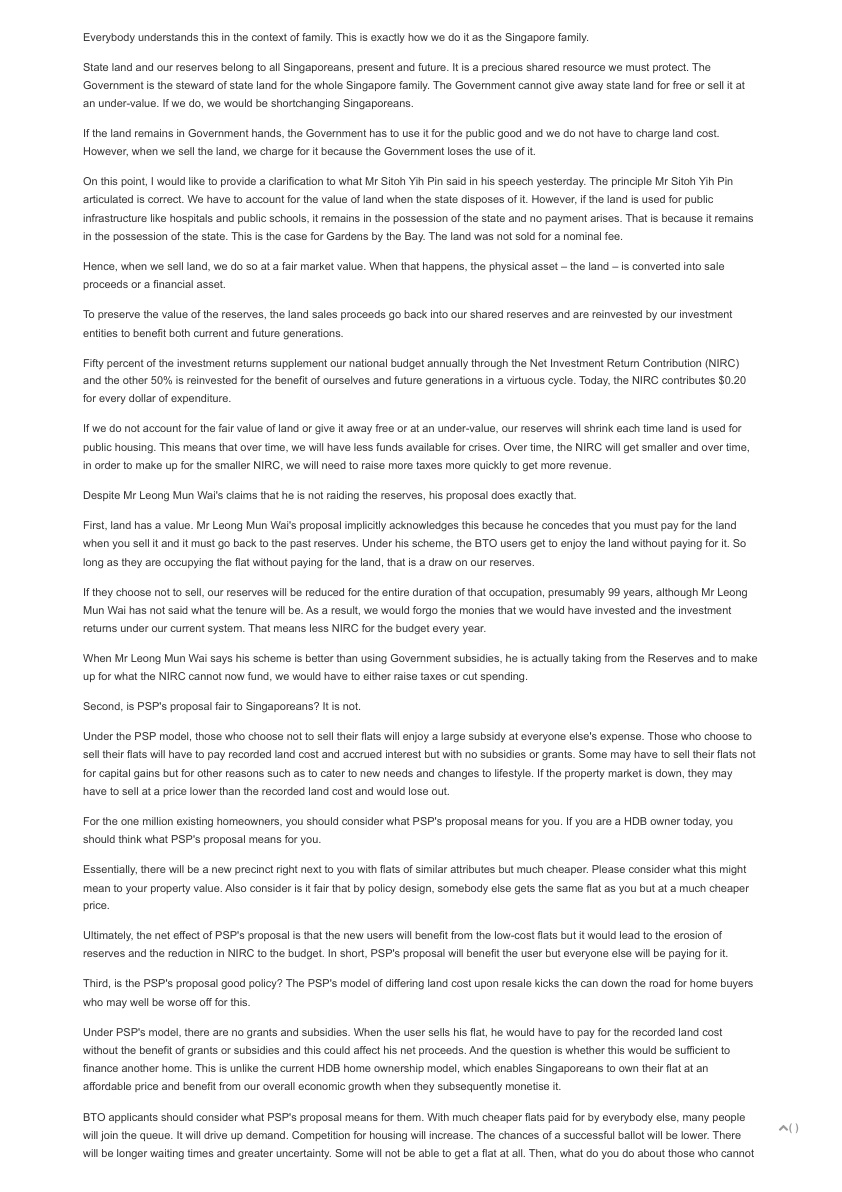 Everybody understands this in the context of family. This is exactly how we do it as the Singapore family.
State land and our reserves belong to all Singaporeans, present and future. It is a precious shared resource we must protect. The
Government is the steward of state land for the whole Singapore family. The Government cannot give away state land for free or sell it at
an under-value. If we do, we would be shortchanging Singaporeans.
If the land remains in Government hands, the Government has to use it for the public good and we do not have to charge land cost.
However, when we sell the land, we charge for it because the Government loses the use of it.
On this point, I would like to provide a clarification to what Mr Sitoh Yih Pin said in his speech yesterday. The principle Mr Sitoh Yih Pin
articulated is correct. We have to account for the value of land when the state disposes of it. However, if the land is used for public
infrastructure like hospitals and public schools, it remains in the possession of the state and no payment arises. That is because it remains
in the possession of the state. This is the case for Gardens by the Bay. The land was not sold for a nominal fee.
Hence, when we sell land, we do so at a fair market value. When that happens, the physical asset – the land – is converted into sale
proceeds or a financial asset.
To preserve the value of the reserves, the land sales proceeds go back into our shared reserves and are reinvested by our investment
entities to benefit both current and future generations.
Fifty percent of the investment returns supplement our national budget annually through the Net Investment Return Contribution (NIRC)
and the other 50% is reinvested for the benefit of ourselves and future generations in a virtuous cycle. Today, the NIRC contributes $0.20
for every dollar of expenditure.
If we do not account for the fair value of land or give it away free or at an under-value, our reserves will shrink each time land is used for
public housing. This means that over time, we will have less funds available for crises. Over time, the NIRC will get smaller and over time,
in order to make up for the smaller NIRC, we will need to raise more taxes more quickly to get more revenue.
Despite Mr Leong Mun Wai's claims that he is not raiding the reserves, his proposal does exactly that.
First, land has a value. Mr Leong Mun Wai's proposal implicitly acknowledges this because he concedes that you must pay for the land
when you sell it and it must go back to the past reserves. Under his scheme, the BTO users get to enjoy the land without paying for it. So
long as they are occupying the flat without paying for the land, that is a draw on our reserves.
If they choose not to sell, our reserves will be reduced for the entire duration of that occupation, presumably 99 years, although Mr Leong
Mun Wai has not said what the tenure will be. As a result, we would forgo the monies that we would have invested and the investment
returns under our current system. That means less NIRC for the budget every year.
When Mr Leong Mun Wai says his scheme is better than using Government subsidies, he is actually taking from the Reserves and to make
up for what the NIRC cannot now fund, we would have to either raise taxes or cut spending.
Second, is PSP's proposal fair to Singaporeans? It is not.
Under the PSP model, those who choose not to sell their flats will enjoy a large subsidy at everyone else's expense. Those who choose to
sell their flats will have to pay recorded land cost and accrued interest but with no subsidies or grants. Some may have to sell their flats not
for capital gains but for other reasons such as to cater to new needs and changes to lifestyle. If the property market is down, they may
have to sell at a price lower than the recorded land cost and would lose out.
For the one million existing homeowners, you should consider what PSP's proposal means for you. If you are a HDB owner today, you
should think what PSP's proposal means for you.
Essentially, there will be a new precinct right next to you with flats of similar attributes but much cheaper. Please consider what this might
mean to your property value. Also consider is it fair that by policy design, somebody else gets the same flat as you but at a much cheaper
price.
Ultimately, the net effect of PSP's proposal is that the new users will benefit from the low-cost flats but it would lead to the erosion of
reserves and the reduction in NIRC to the budget. In short, PSP's proposal will benefit the user but everyone else will be paying for it.
Third, is the PSP's proposal good policy? The PSP's model of differing land cost upon resale kicks the can down the road for home buyers
who may well be worse off for this.
Under PSP's model, there are no grants and subsidies. When the user sells his flat, he would have to pay for the recorded land cost
without the benefit of grants or subsidies and this could affect his net proceeds. And the question is whether this would be sufficient to
finance another home. This is unlike the current HDB home ownership model, which enables Singaporeans to own their flat at an
affordable price and benefit from our overall economic growth when they subsequently monetise it.
BTO applicants should consider what PSP's proposal means for them. With much cheaper flats paid for by everybody else, many people
will join the queue. It will drive up demand. Competition for housing will increase. The chances of a successful ballot will be lower. There
will be longer waiting times and greater uncertainty. Some will not be able to get a flat at all. Then, what do you do about those who cannot
( )